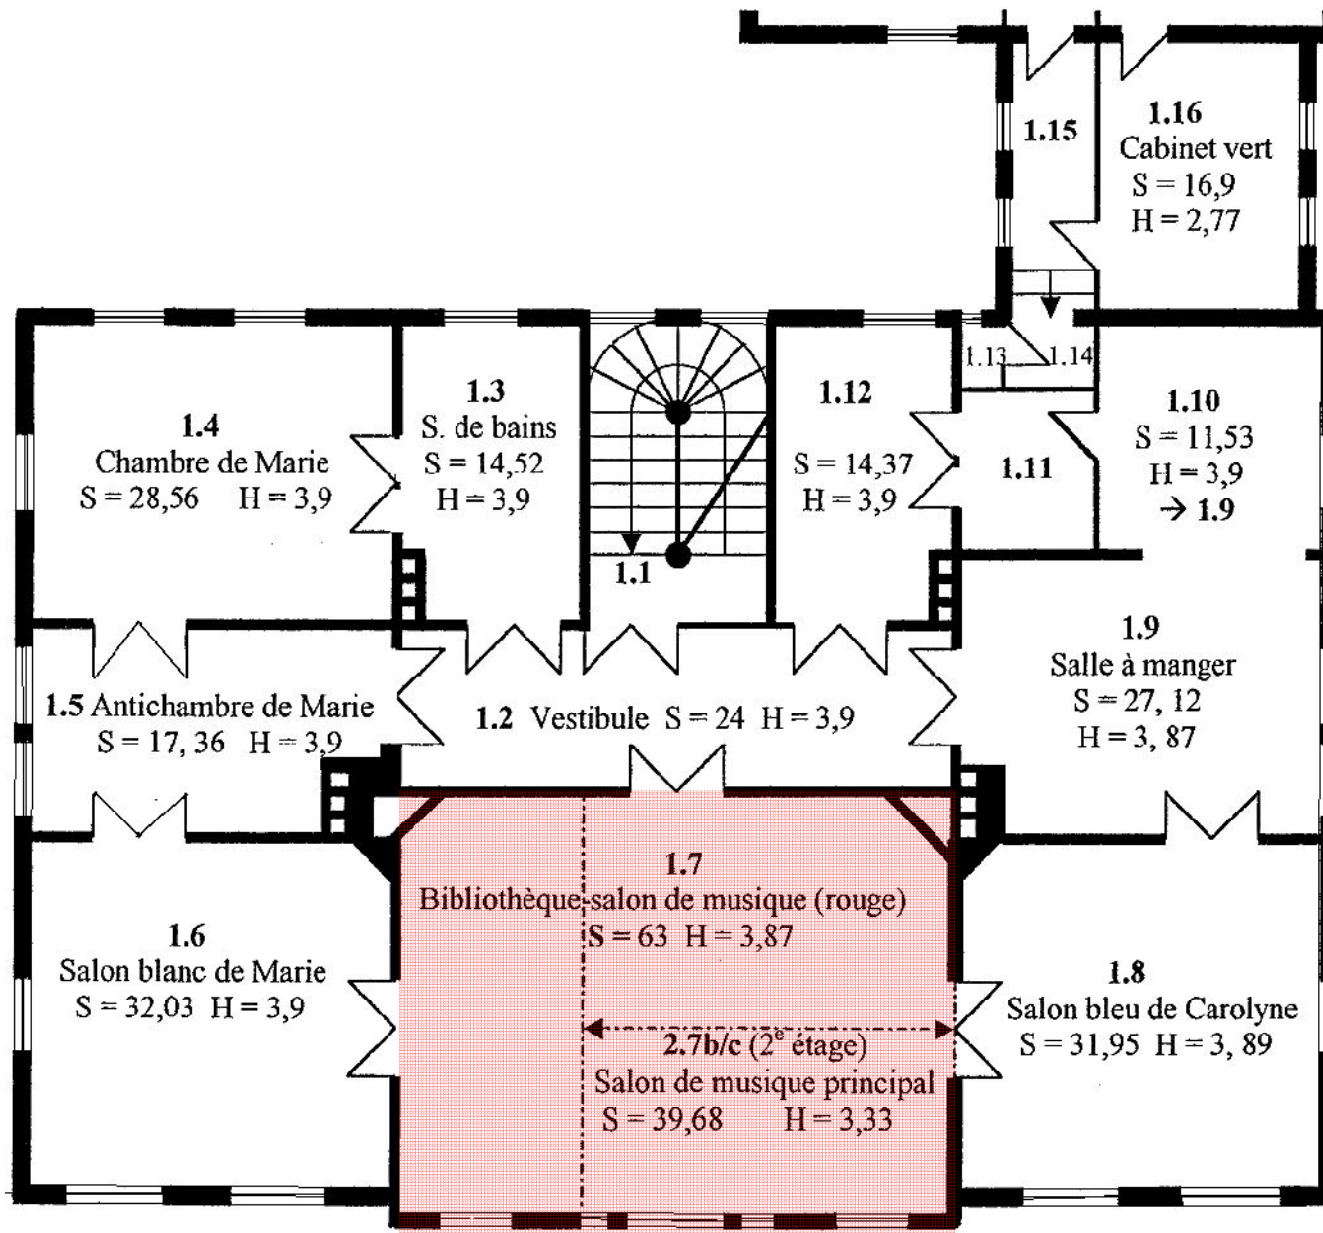 1.15
1.16
Cabinet vert
S = 16,9
H = 2,77
1.13
1.14
1.4
Chambre de Marie
S = 28,56 H = 3,9
1.3
S. de bains
S = 14,52
H = 3,9
1.1
1.12
S = 14,37
H = 3,9
1.11
1.10
S = 11,53
H = 3,9
→ 1.9
1.5 Antichambre de Marie
S = 17, 36 H = 3,9
1.2 Vestibule S = 24 H = 3,9
1.9
Salle à manger
S = 27, 12
H = 3, 87
1.6
Salon blanc de Marie
S = 32,03 H = 3,9
1.7
Bibliothèque-salon de musique (rouge)
S = 63 H = 3,87
2.7b/c (2e étage)
Salon de musique principal
S = 39,68 H = 3,33
1.8
Salon bleu de Carolyne
S = 31,95 H = 3, 89